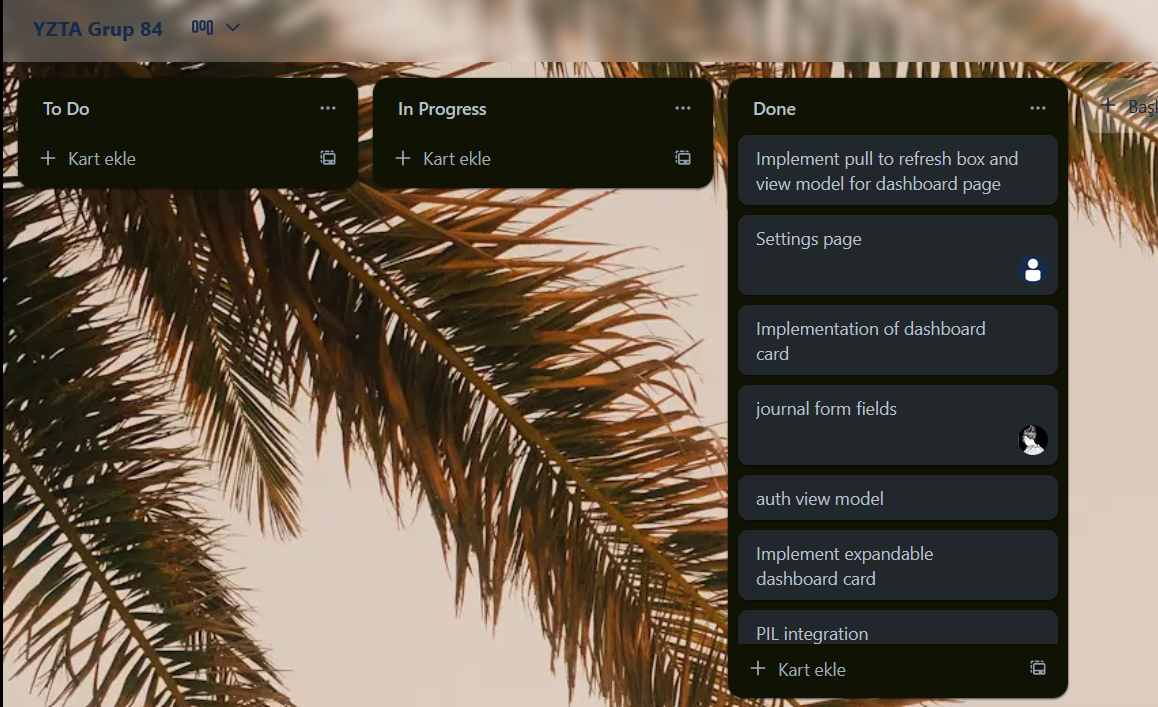 YZTA Grup 84
To Do
Kart ekle
In Progress
Kart ekle
Done
Implement pull to refresh box and
view model for dashboard page
Settings page
Implementation of dashboard
card
journal form fields
auth view model
Implement expandable
dashboard card
PIL integration
Kart ekle